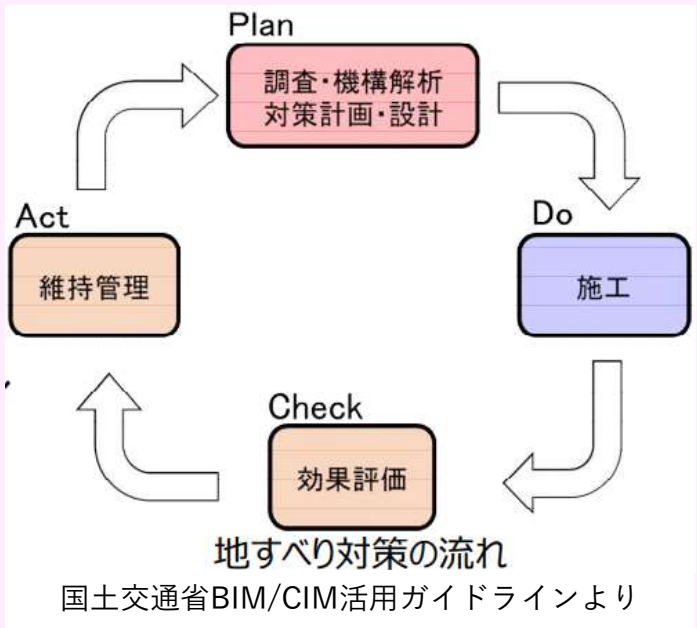 Plan
調査・機構解析
対策計画・設計
Do
施工
Check
効果評価
Act
維持管理
地すべり対策の流れ
国土交通省BIM/CIM活用ガイドラインより